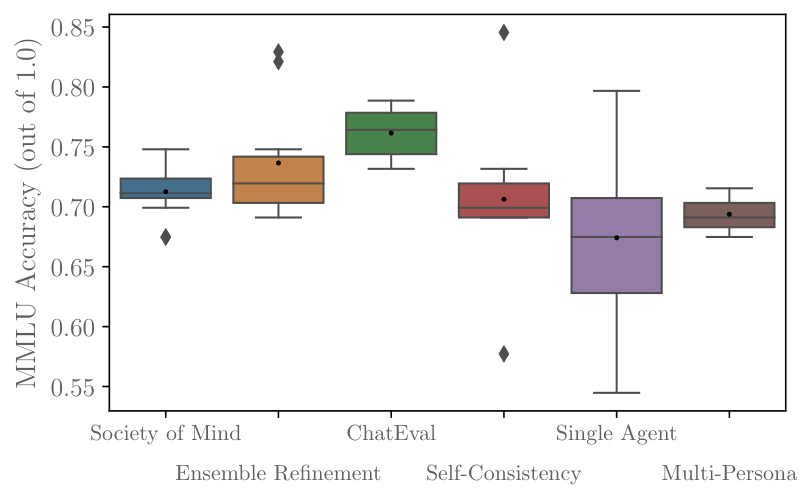 MMLU Accuracy (out of 1.0)
0.85
0.80
0.75
0.70
0.65
0.60
0.55
Society of Mind
ChatEval
Single Agent
Ensemble Refinement
Self-Consistency
Multi-Persona